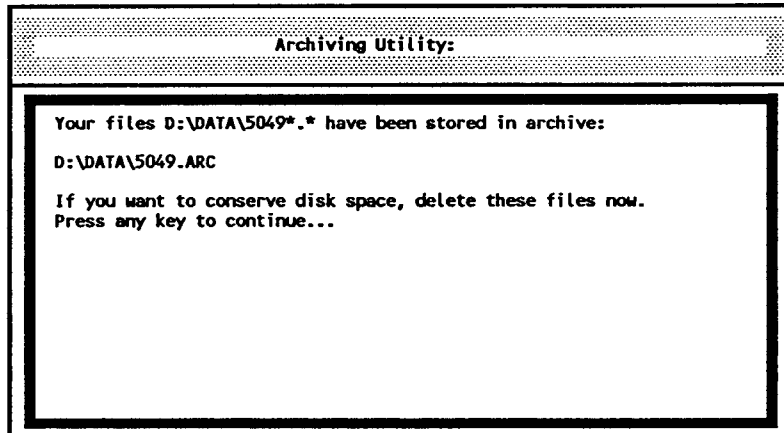 Archiving Utility:
Your files D:\DATA\5049*.* have been stored in archive:
D:\DATA\5049.ARC
If you want to conserve disk space, delete these files now.
Press any key to continue...